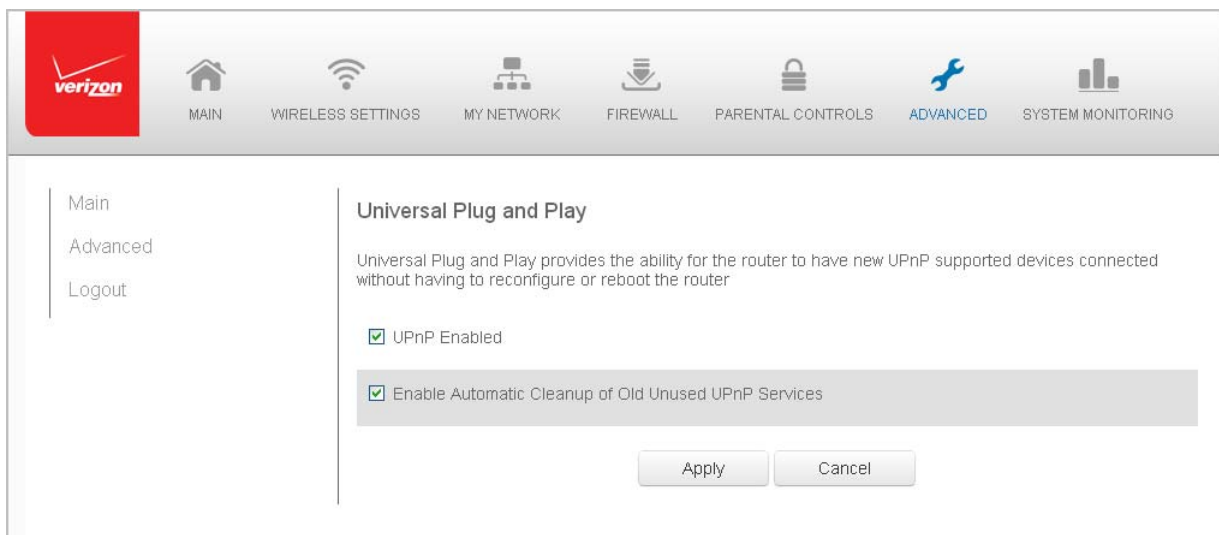 verizon
MAIN
WIRELESS SETTINGS
MY NETWORK
FIREWALL
PARENTAL CONTROLS
ADVANCED
SYSTEM MONITORING
Main
Advanced
Logout
Universal Plug and Play
Universal Plug and Play provides the ability for the router to have new UPnP supported devices connected
without having to reconfigure or reboot the router
UPnP Enabled
Enable Automatic Cleanup of Old Unused UPnP Services
Apply
Cancel